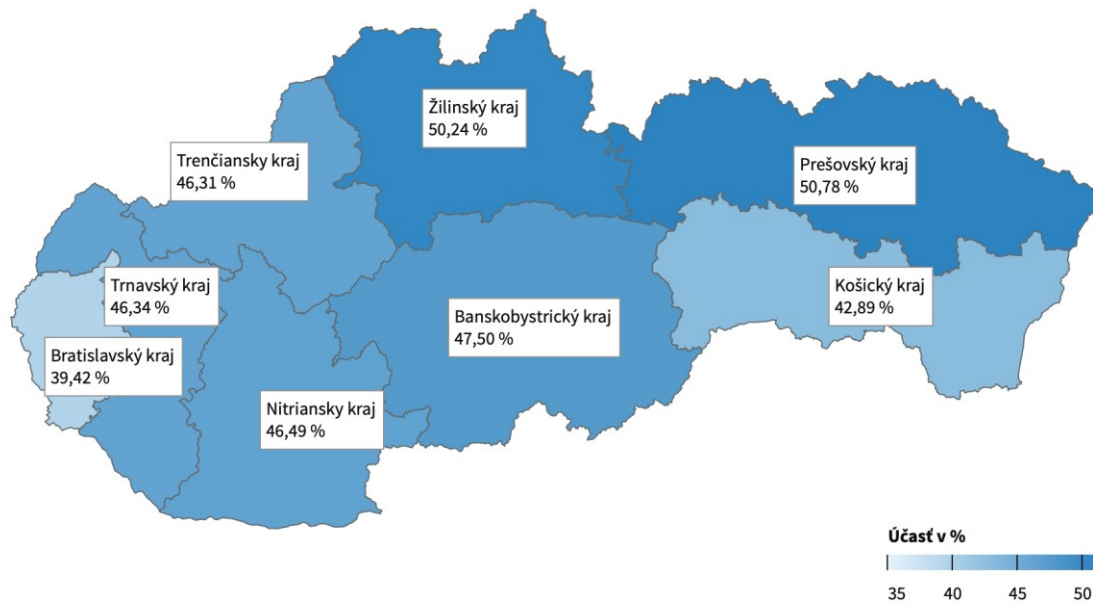 Žilinský kraj
50,24 %
Trenčiansky kraj
46,31 %
Prešovský kraj
50,78 %
Trnavský kraj
46,34 %
Košický kraj
42,89 %
Banskobystrický kraj
47,50 %
Bratislavský kraj
39,42 %
Nitriansky kraj
46,49 %
Účasť v %
35 40 45 50